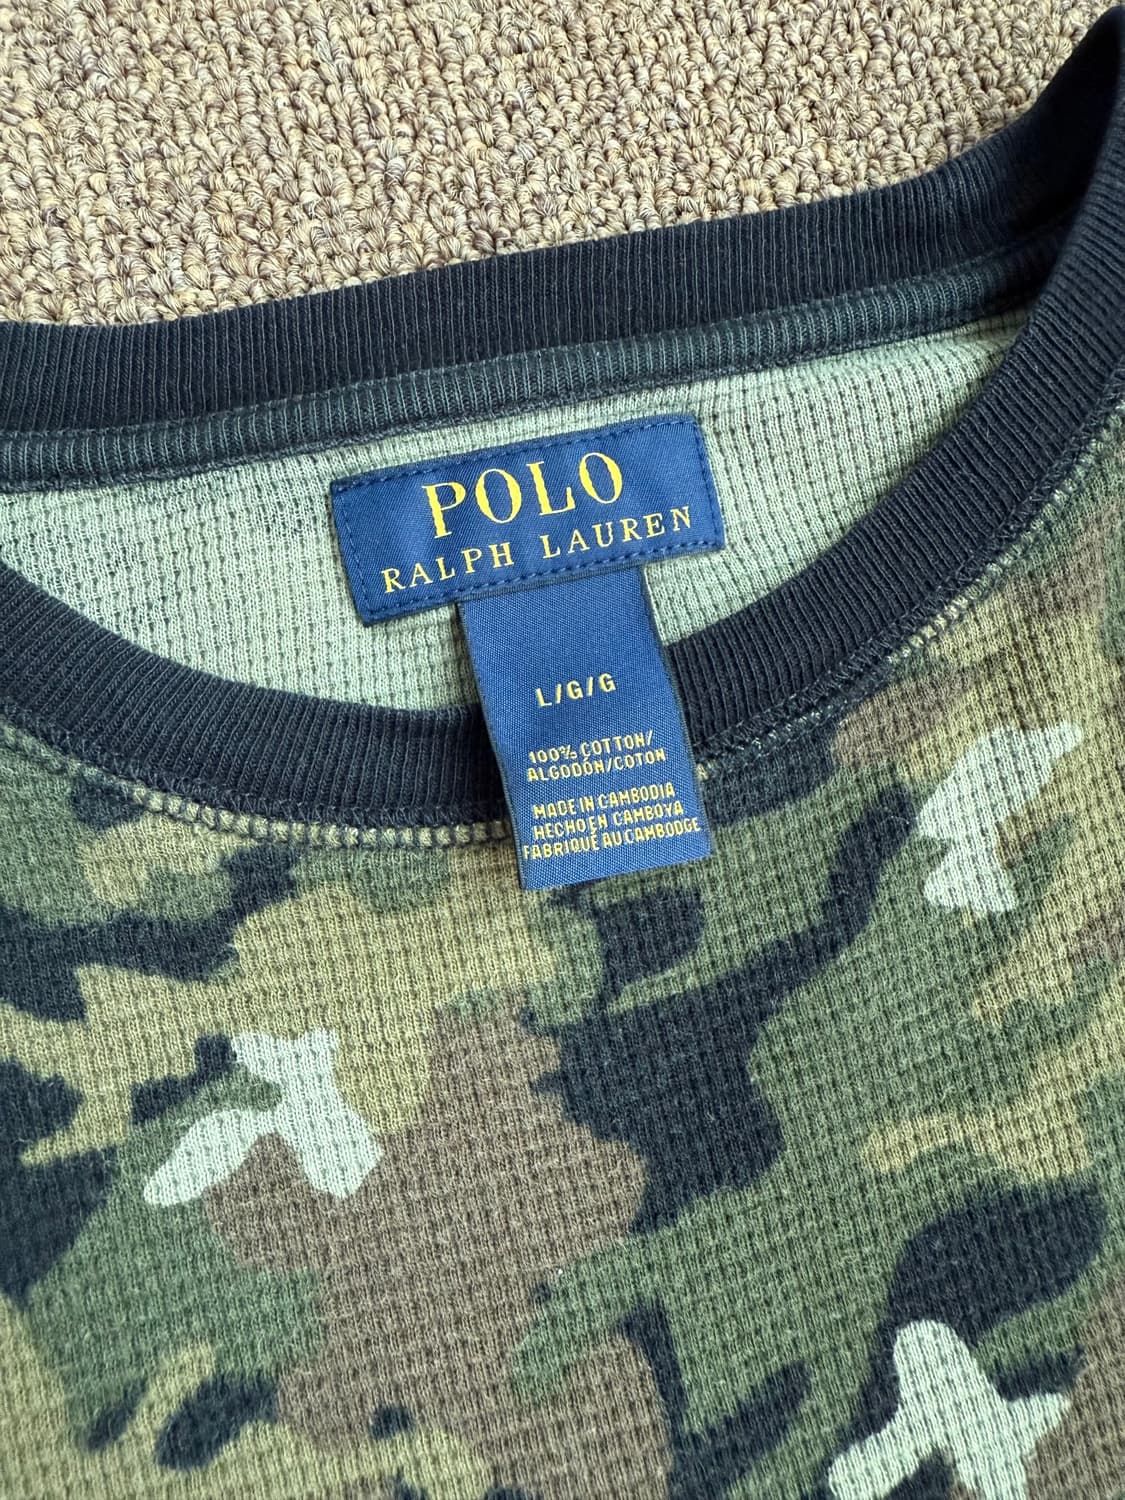 POLO
RALPH LAUREN
L/G/G
100% COTTON/
ALGODÓN/COTON
MADE IN CAMBODIA
HECHO EN CAMBOYA
FABRIQUÉ AU CAMBODGE